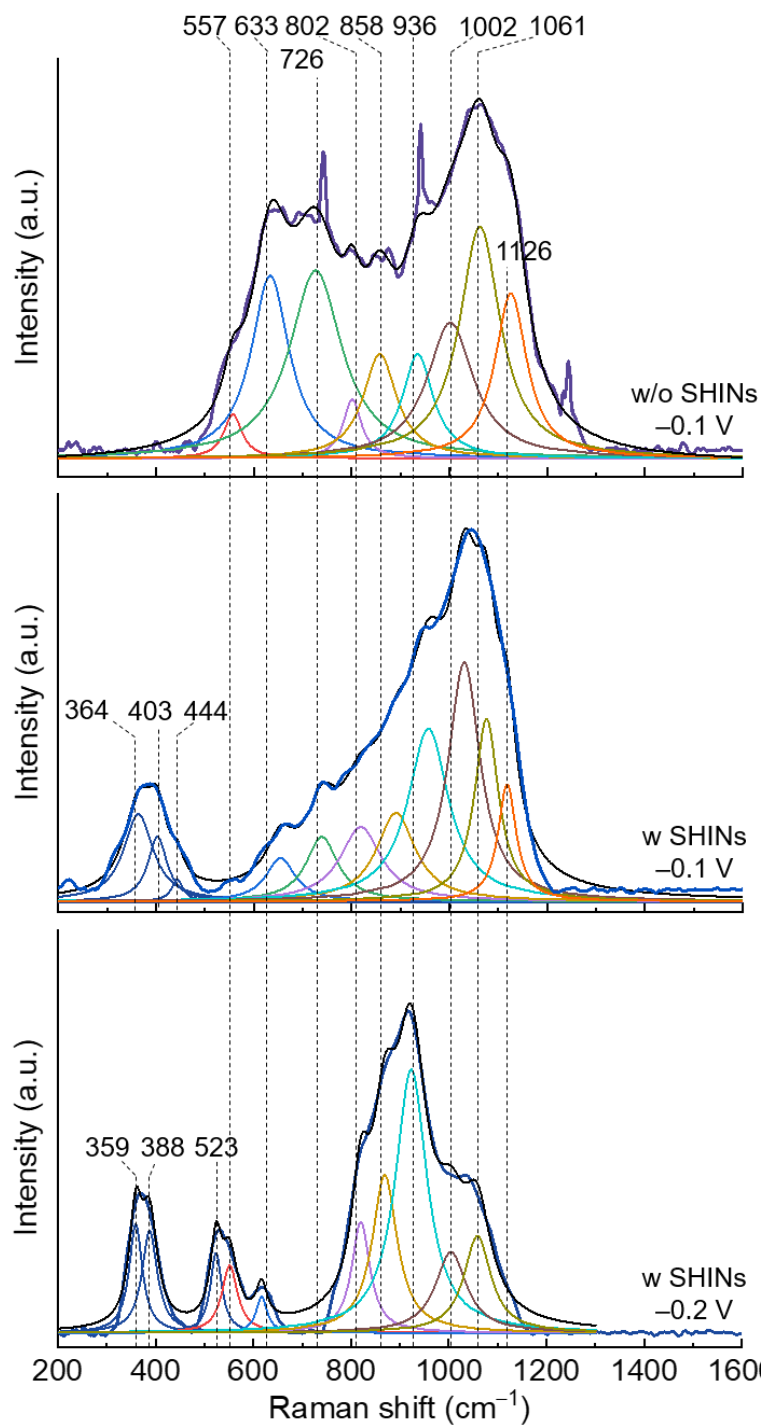 557 633 802 858 936 1002 1061
726
1126
Intensity (a.u.)
w/o SHINs
–0.1 V
364 403 444
Intensity (a.u.)
w SHINs
–0.1 V
359 388 523
Intensity (a.u.)
w SHINs
–0.2 V
200 400 600 800 1000 1200 1400 1600
Raman shift (cm⁻¹)